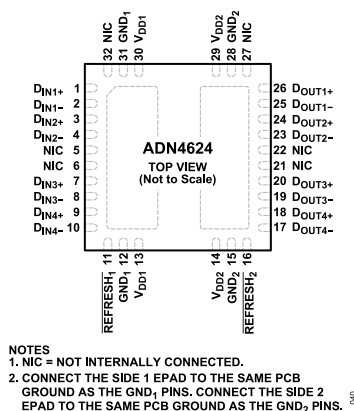 32 NIC
31 GND1
30 VDD1
29 VDD2
28 GND2
27 NIC
DIN1+ 1
DIN1– 2
DIN2+ 3
DIN2– 4
NIC 5
NIC 6
DIN3+ 7
DIN3– 8
DIN4+ 9
DIN4– 10
ADN4624
TOP VIEW
(Not to Scale)
26 DOUT1+
25 DOUT1–
24 DOUT2+
23 DOUT2–
22 NIC
21 NIC
20 DOUT3+
19 DOUT3–
18 DOUT4+
17 DOUT4–
REFRESH1 11
GND1 12
VDD1 13
VDD2 14
GND2 15
REFRESH2 16
NOTES
1. NIC = NOT INTERNALLY CONNECTED.
2. CONNECT THE SIDE 1 EPAD TO THE SAME PCB
GROUND AS THE GND1 PINS. CONNECT THE SIDE 2
EPAD TO THE SAME PCB GROUND AS THE GND2 PINS.